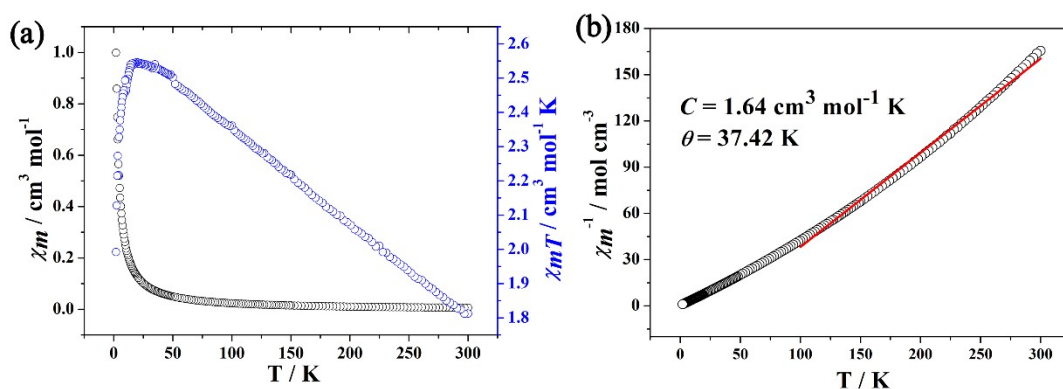 (a)
χm / cm³ mol⁻¹
1.0
0.8
0.6
0.4
0.2
0.0
0 50 100 150 200 250 300
T / K
2.6
2.5
2.4
2.3
2.2
2.1
2.0
1.9
1.8
χmT / cm³ mol⁻¹ K
(b)
χm⁻¹ / mol cm⁻³
180
150
120
90
60
30
0
C = 1.64 cm³ mol⁻¹ K
θ = 37.42 K
0 50 100 150 200 250 300
T / K